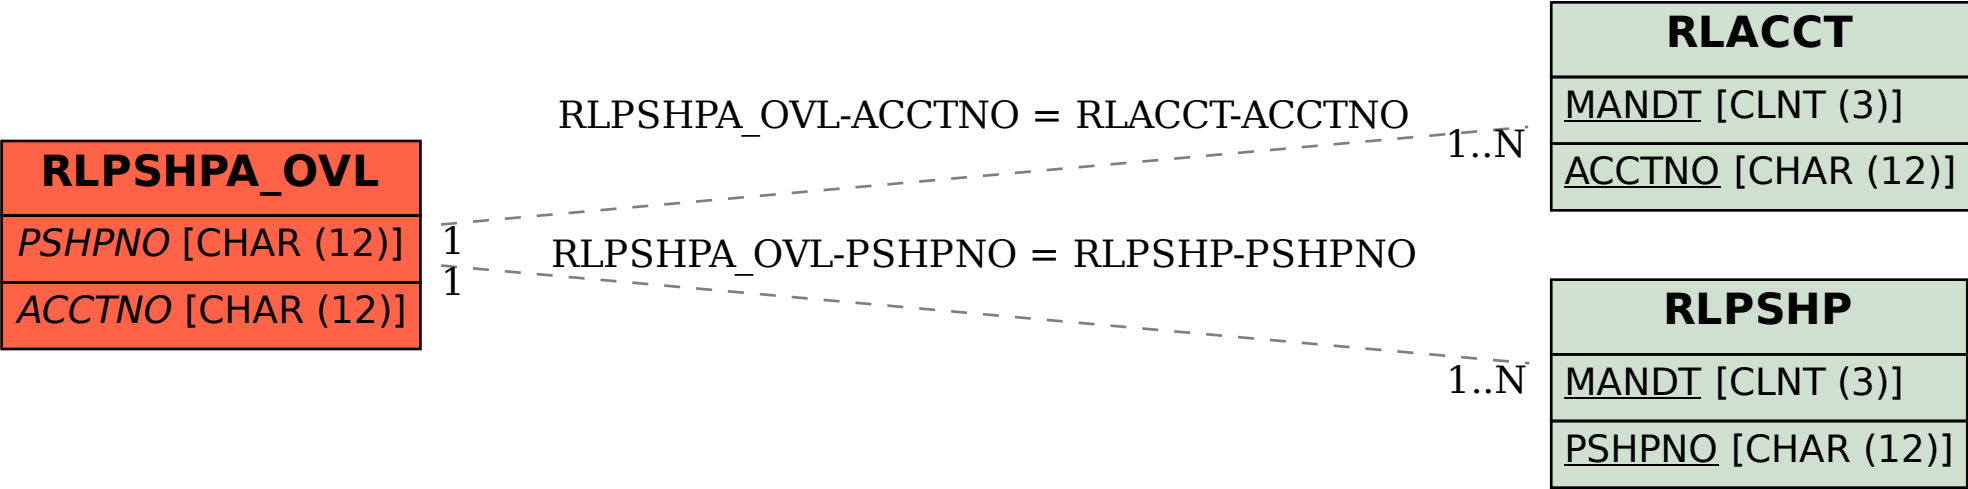 RLPSHPA_OVL
PSHPNO [CHAR (12)]
ACCTNO [CHAR (12)]
RLPSHPA_OVL-ACCTNO = RLACCT-ACCTNO
1
1..N
RLPSHPA_OVL-PSHPNO = RLPSHP-PSHPNO
1
1..N
RLACCT
MANDT [CLNT (3)]
ACCTNO [CHAR (12)]
RLPSHP
MANDT [CLNT (3)]
PSHPNO [CHAR (12)]